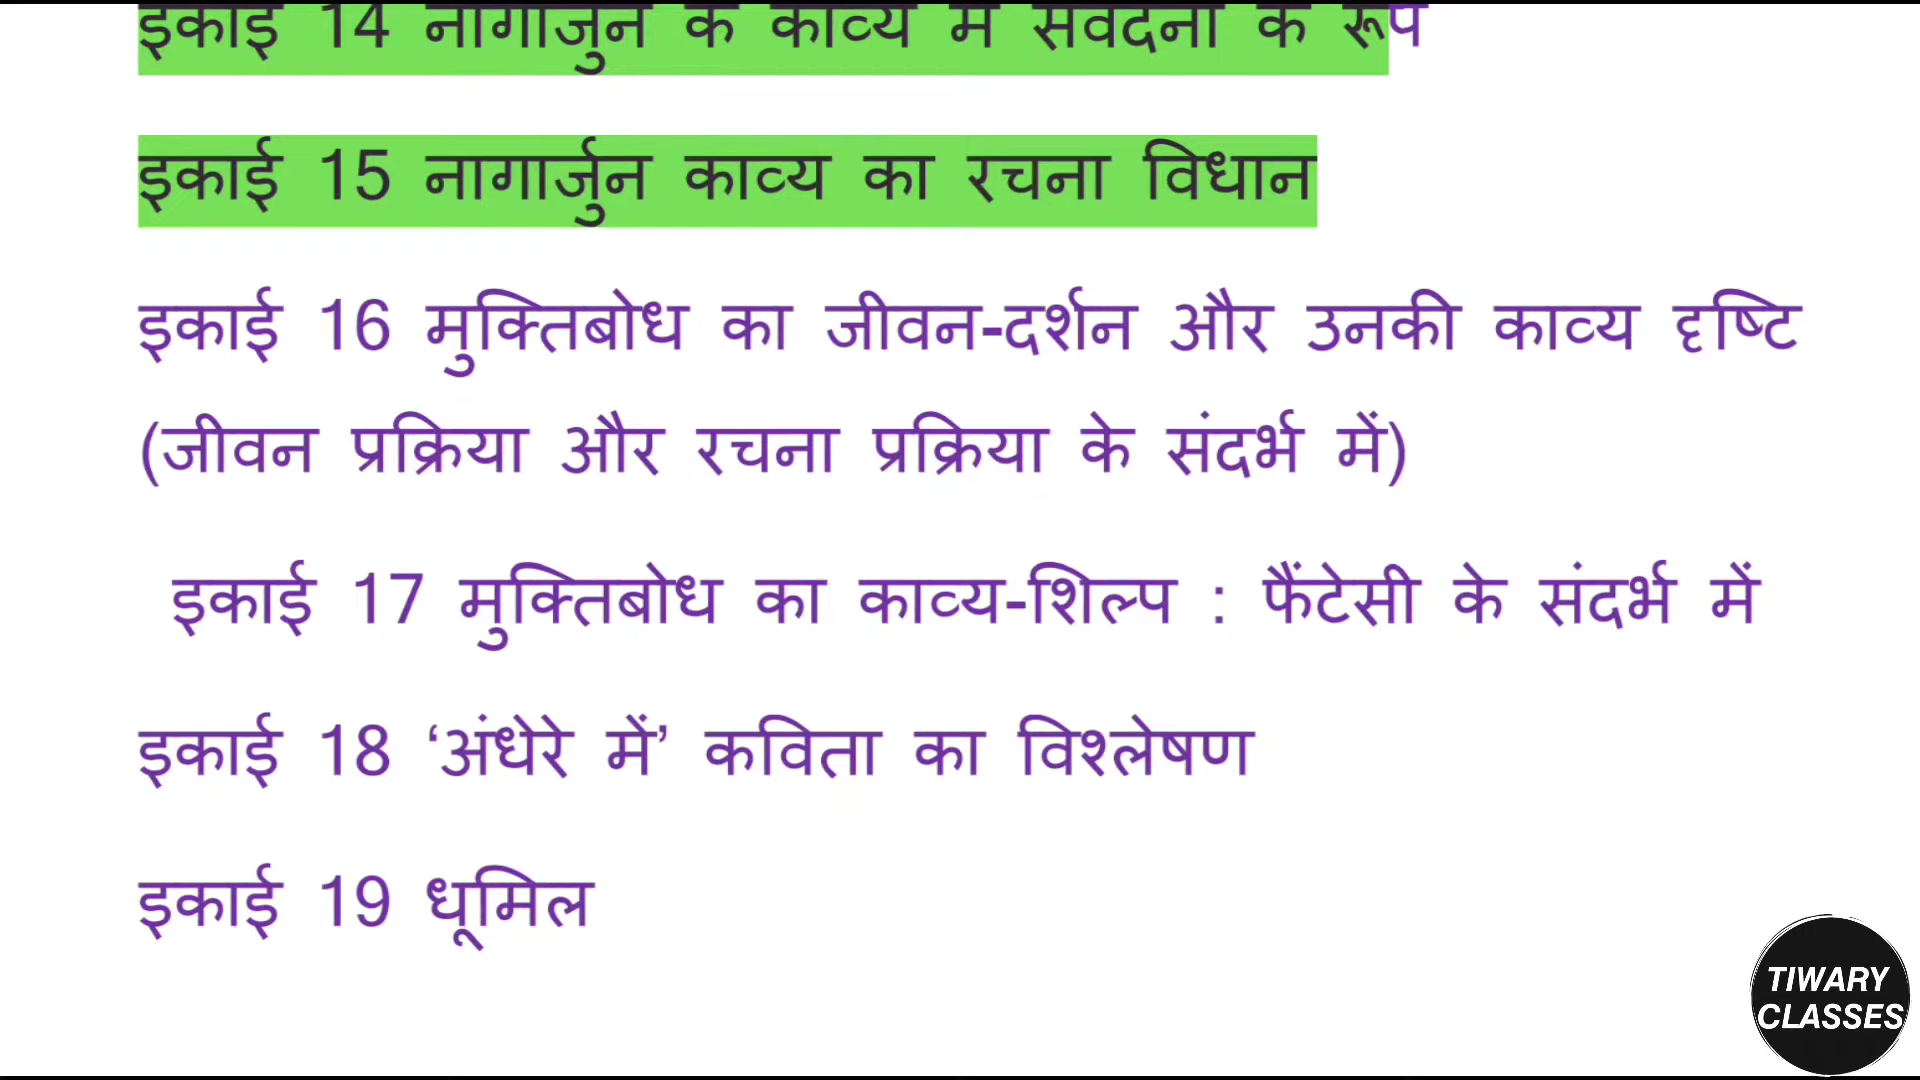 इकाई 14 नागार्जुन के काव्य में संवेदना के रूप
इकाई 15 नागार्जुन काव्य का रचना विधान
इकाई 16 मुक्तिबोध का जीवन-दर्शन और उनकी काव्य दृष्टि
(जीवन प्रक्रिया और रचना प्रक्रिया के संदर्भ में)
इकाई 17 मुक्तिबोध का काव्य-शिल्प : फैंटेसी के संदर्भ में
इकाई 18 ‘अंधेरे में’ कविता का विश्लेषण
इकाई 19 धूमिल
TIWARY
CLASSES